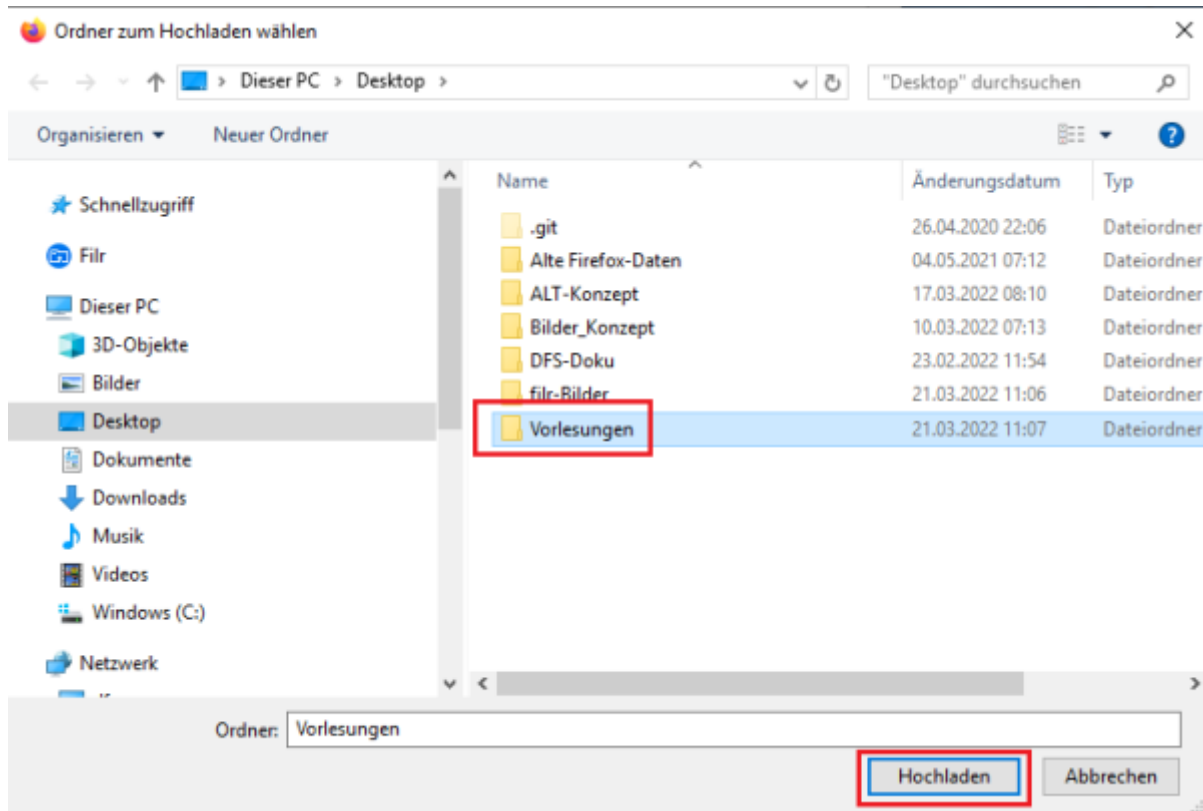 Ordner zum Hochladen wählen
Dieser PC > Desktop >
"Desktop" durchsuchen
Organisieren
Neuer Ordner
Name
Änderungsdatum
Typ
Schnellzugriff
Filr
Dieser PC
3D-Objekte
Bilder
Desktop
Dokumente
Downloads
Musik
Videos
Windows (C:)
Netzwerk
.git 26.04.2020 22:06 Dateiordner
Alte Firefox-Daten 04.05.2021 07:12 Dateiordner
ALT-Konzept 17.03.2022 08:10 Dateiordner
Bilder_Konzept 10.03.2022 07:13 Dateiordner
DFS-Doku 23.02.2022 11:54 Dateiordner
filr-Bilder 21.03.2022 11:06 Dateiordner
Vorlesungen 21.03.2022 11:07 Dateiordner
Ordner: Vorlesungen
Hochladen
Abbrechen